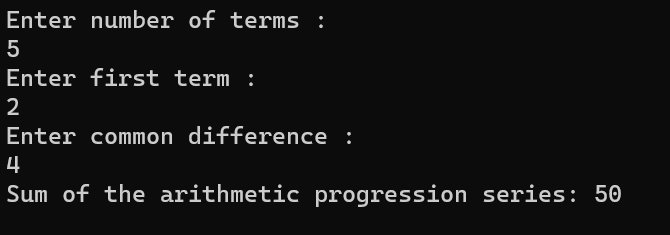 Enter number of terms :
5
Enter first term :
2
Enter common difference :
4
Sum of the arithmetic progression series: 50